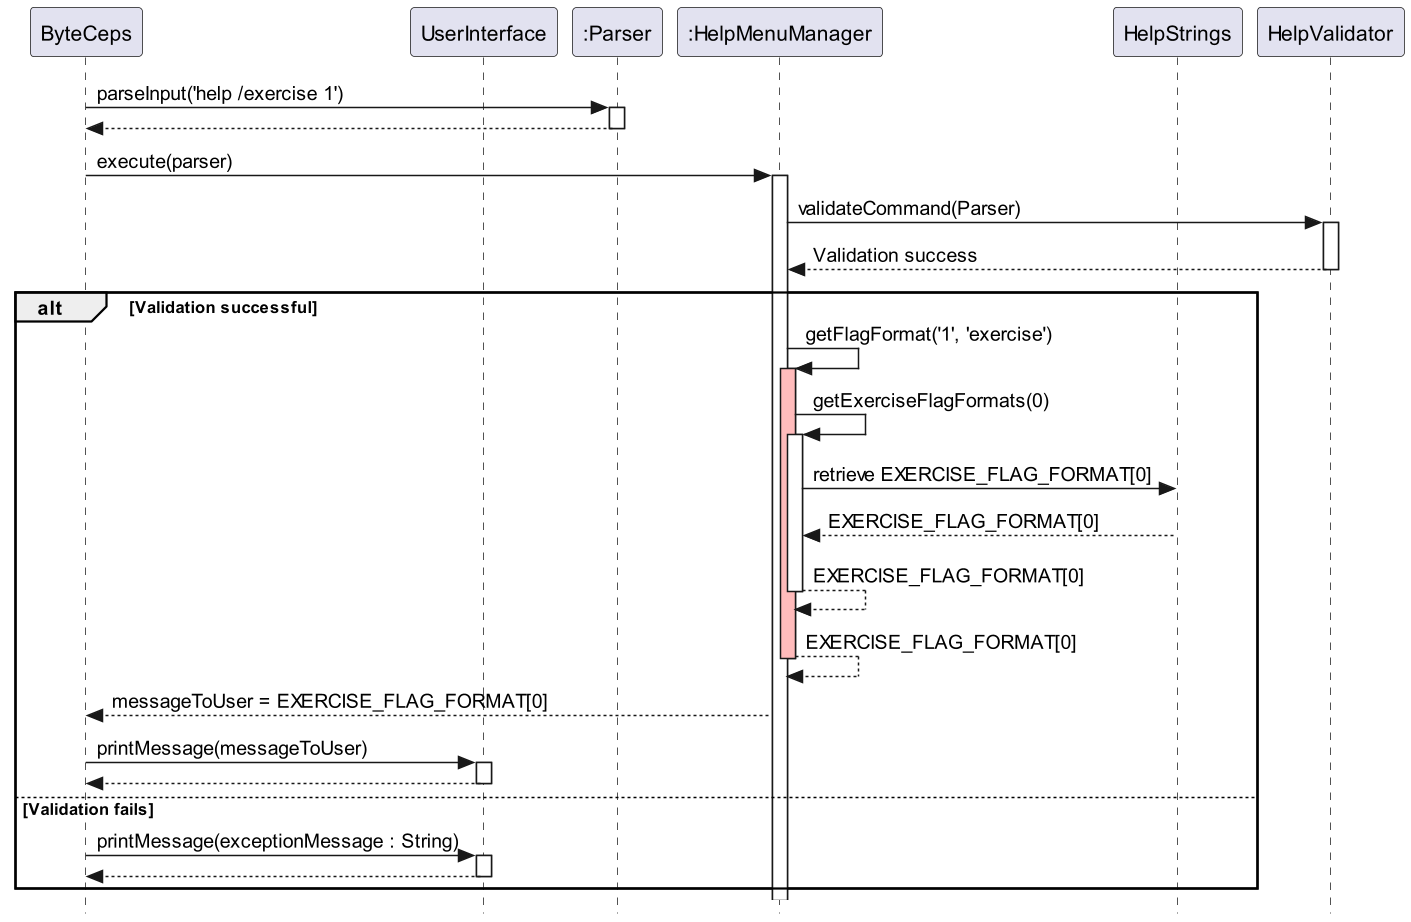 ByteCeps
UserInterface
:Parser
:HelpMenuManager
HelpStrings
HelpValidator
parseInput('help /exercise 1')
execute(parser)
validateCommand(Parser)
Validation success
alt
[Validation successful]
getFlagFormat('1', 'exercise')
getExerciseFlagFormats(0)
retrieve EXERCISE_FLAG_FORMAT[0]
EXERCISE_FLAG_FORMAT[0]
EXERCISE_FLAG_FORMAT[0]
EXERCISE_FLAG_FORMAT[0]
messageToUser = EXERCISE_FLAG_FORMAT[0]
printMessage(messageToUser)
[Validation fails]
printMessage(exceptionMessage : String)